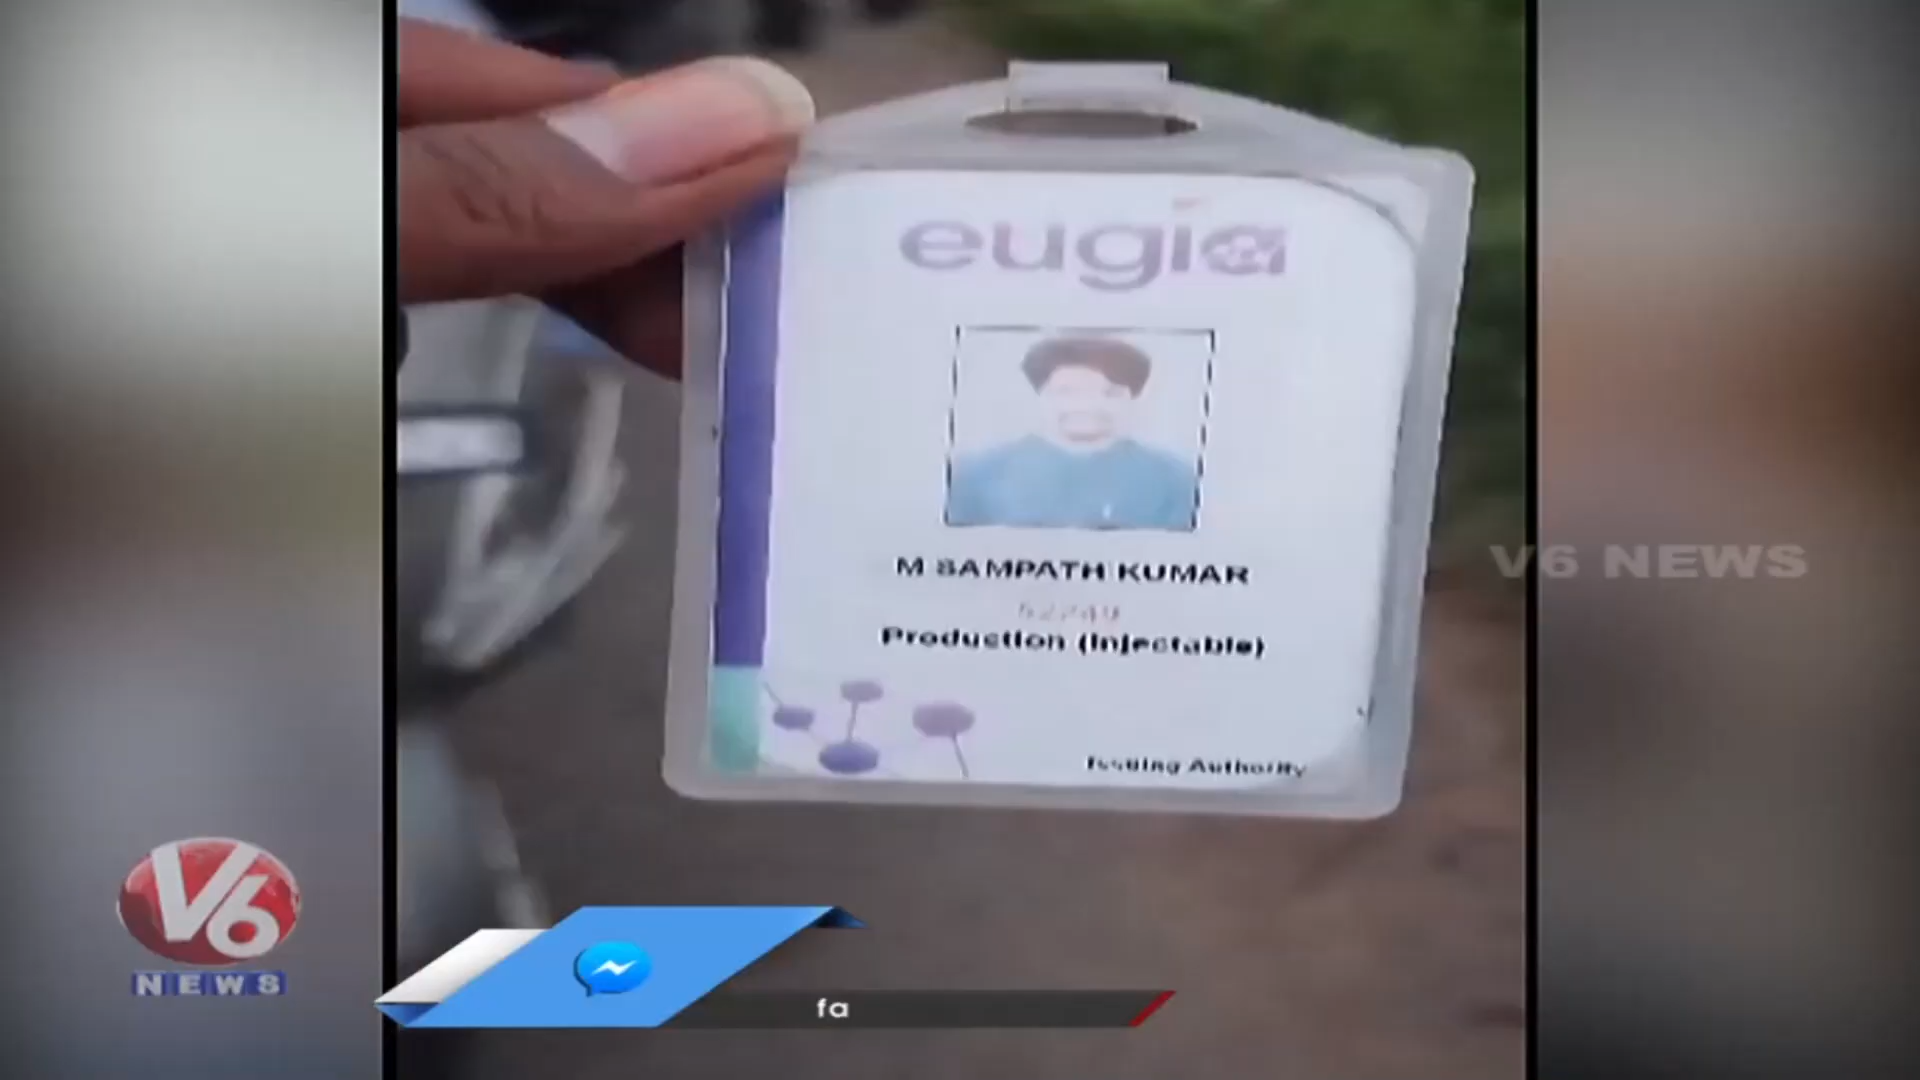 eugia
M SAMPATH KUMAR
Production (Injectable)
Issuing Authority
V6 NEWS
V6
NEWS
fa